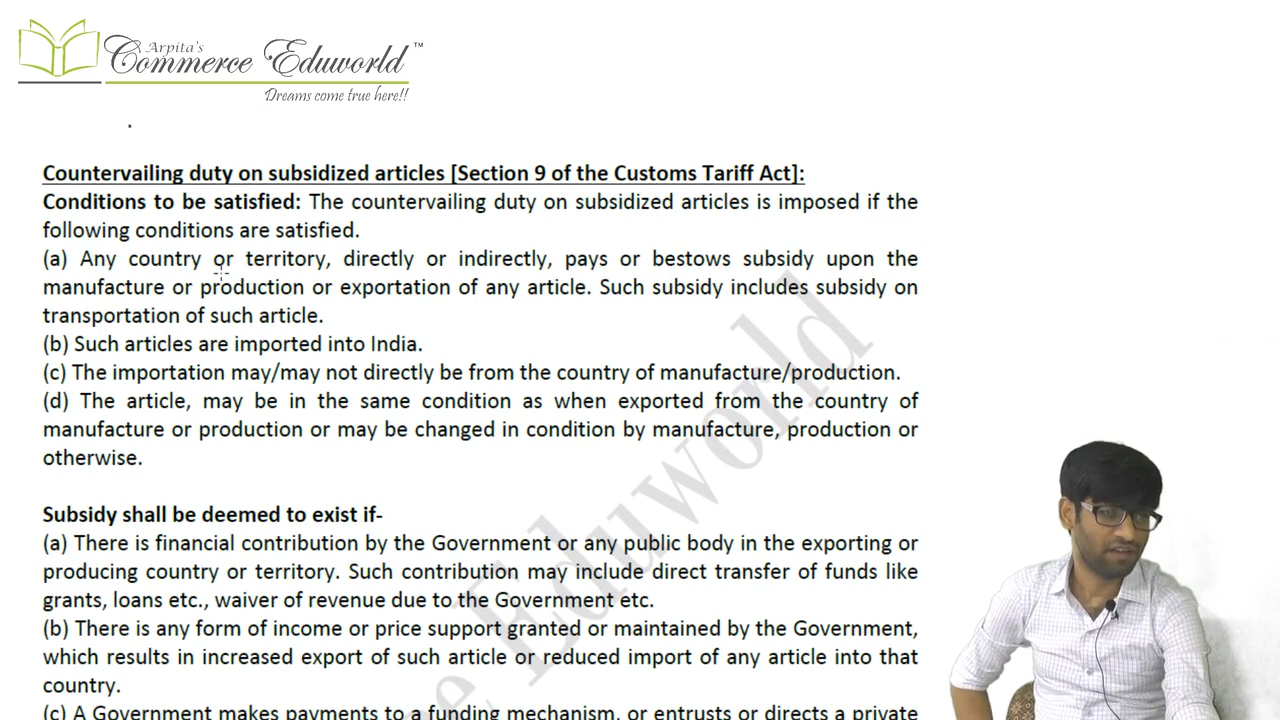 Arpita's
Commerce Eduworld™
Dreams come true here!!
Countervailing duty on subsidized articles [Section 9 of the Customs Tariff Act]:
Conditions to be satisfied: The countervailing duty on subsidized articles is imposed if the
following conditions are satisfied.
(a) Any country or territory, directly or indirectly, pays or bestows subsidy upon the
manufacture or production or exportation of any article. Such subsidy includes subsidy on
transportation of such article.
(b) Such articles are imported into India.
(c) The importation may/may not directly be from the country of manufacture/production.
(d) The article, may be in the same condition as when exported from the country of
manufacture or production or may be changed in condition by manufacture, production or
otherwise.
Subsidy shall be deemed to exist if-
(a) There is financial contribution by the Government or any public body in the exporting or
producing country or territory. Such contribution may include direct transfer of funds like
grants, loans etc., waiver of revenue due to the Government etc.
(b) There is any form of income or price support granted or maintained by the Government,
which results in increased export of such article or reduced import of any article into that
country.
(c) A Government makes payments to a funding mechanism, or entrusts or directs a private
Eduworld